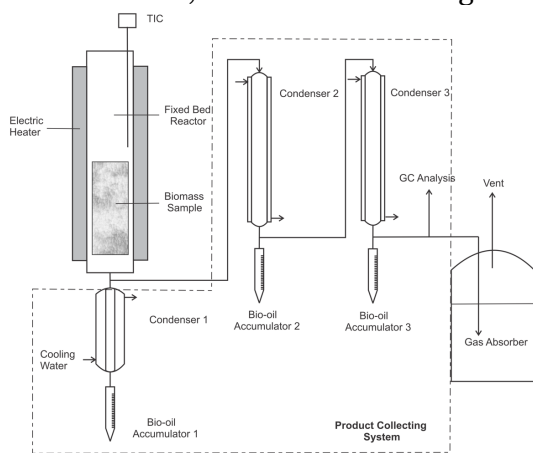 TIC
Electric
Heater
Fixed Bed
Reactor
Biomass
Sample
Condenser 2
Condenser 3
GC Analysis
Vent
Condenser 1
Cooling
Water
Bio-oil
Accumulator 2
Bio-oil
Accumulator 3
Gas Absorber
Bio-oil
Accumulator 1
Product Collecting
System